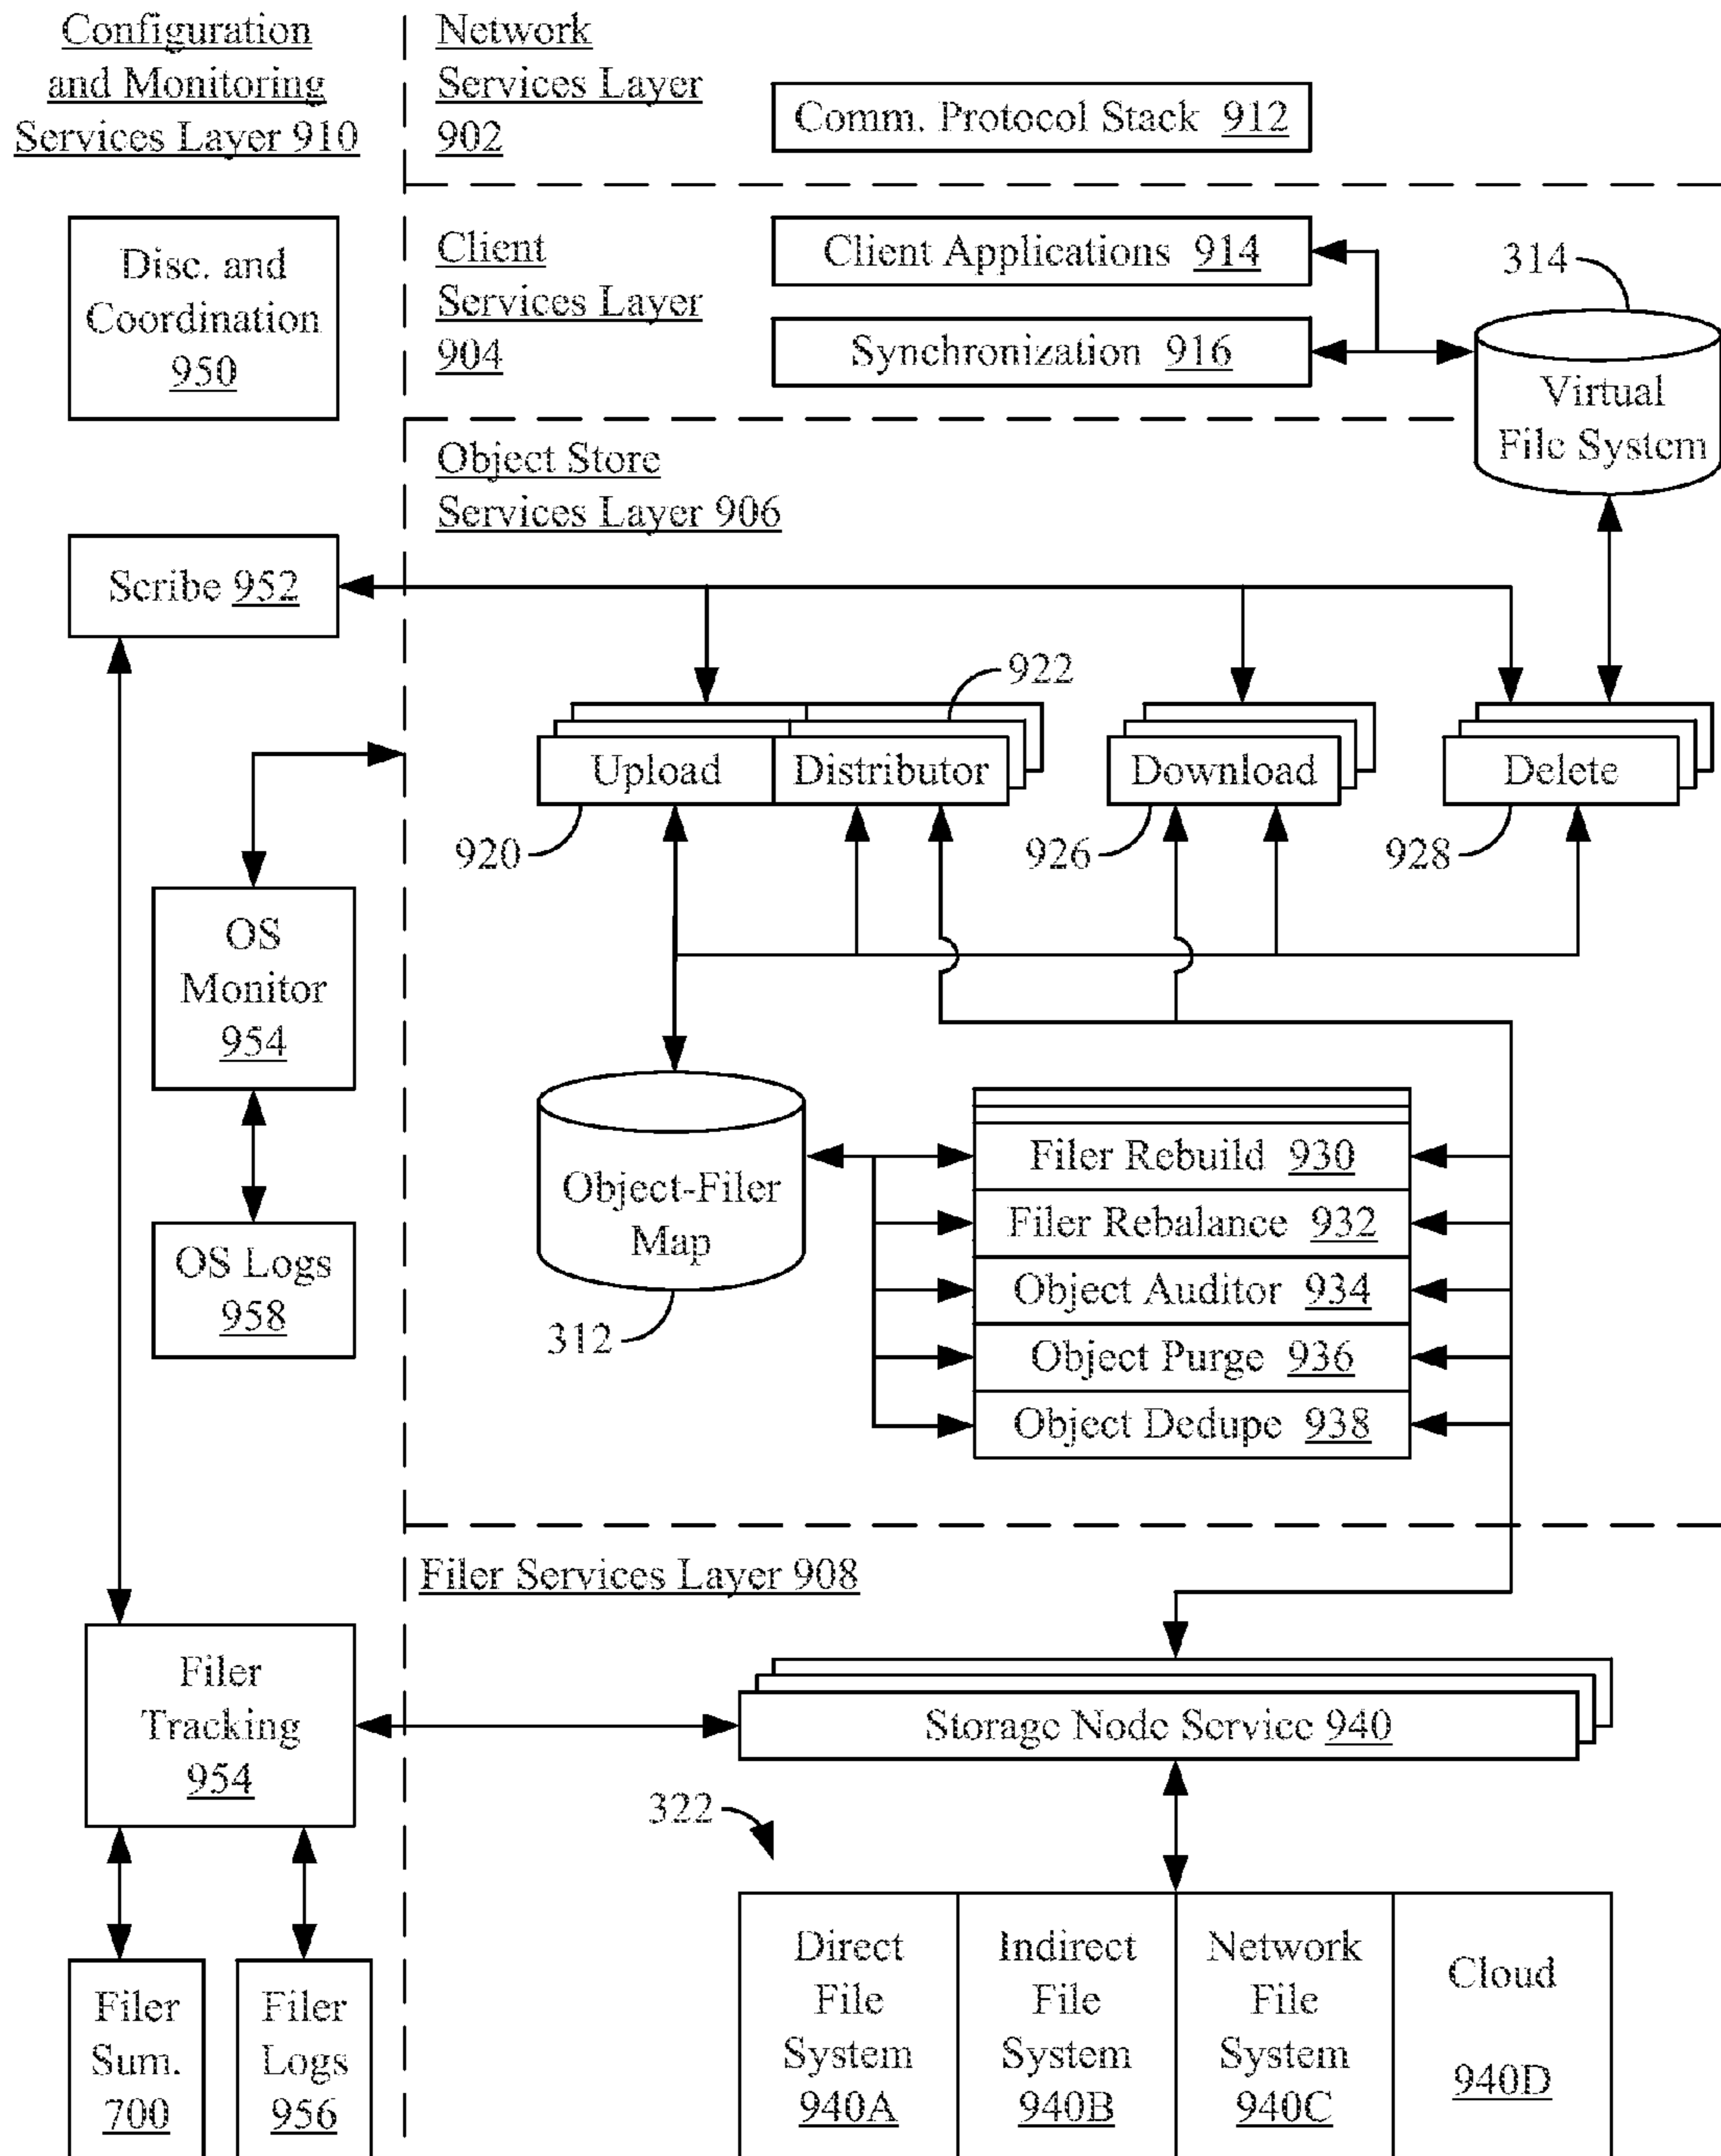 Configuration
and Monitoring
Services Layer 910
Network
Services Layer
902
Comm. Protocol Stack 912
Disc. and
Coordination
950
Client
Services Layer
904
Client Applications 914
Synchronization 916
314
Virtual
File System
Object Store
Services Layer 906
Scribe 952
922
Upload
Distributor
Download
Delete
920
926
928
OS
Monitor
954
OS Logs
958
Object-Filer
Map
312
Filer Rebuild 930
Filer Rebalance 932
Object Auditor 934
Object Purge 936
Object Dedupe 938
Filer Services Layer 908
Filer
Tracking
954
Storage Node Service 940
322
Filer
Sum.
700
Filer
Logs
956
Direct
File
System
940A
Indirect
File
System
940B
Network
File
System
940C
Cloud
940D